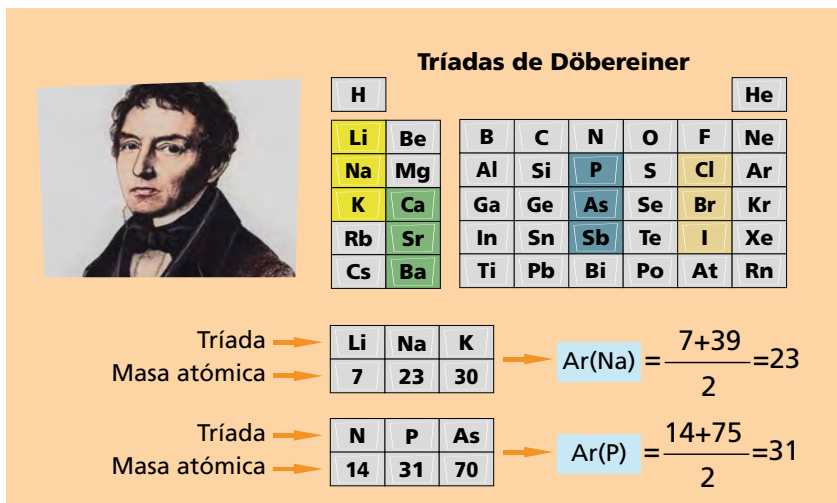 Tríadas de Döbereiner
H He
Li Be B C N O F Ne
Na Mg Al Si P S Cl Ar
K Ca Ga Ge As Se Br Kr
Rb Sr In Sn Sb Te I Xe
Cs Ba Ti Pb Bi Po At Rn
Tríada Li Na K
Masa atómica 7 23 30
Ar(Na) = 7+39 / 2 =23
Tríada N P As
Masa atómica 14 31 70
Ar(P) = 14+75 / 2 =31